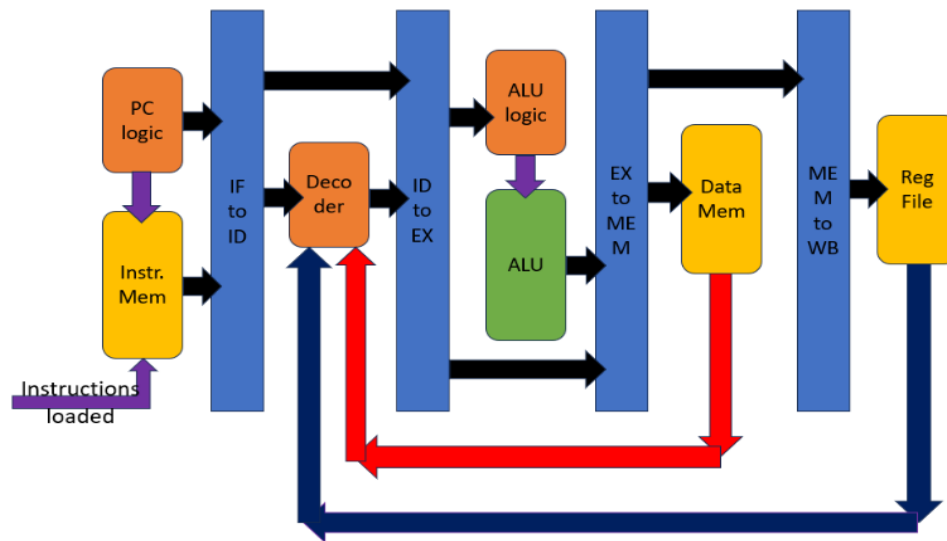 PC
logic
Instr.
Mem
Instructions
loaded
IF
to
ID
Deco
der
ID
to
EX
ALU
logic
ALU
EX
to
ME
M
Data
Mem
ME
M
to
WB
Reg
File